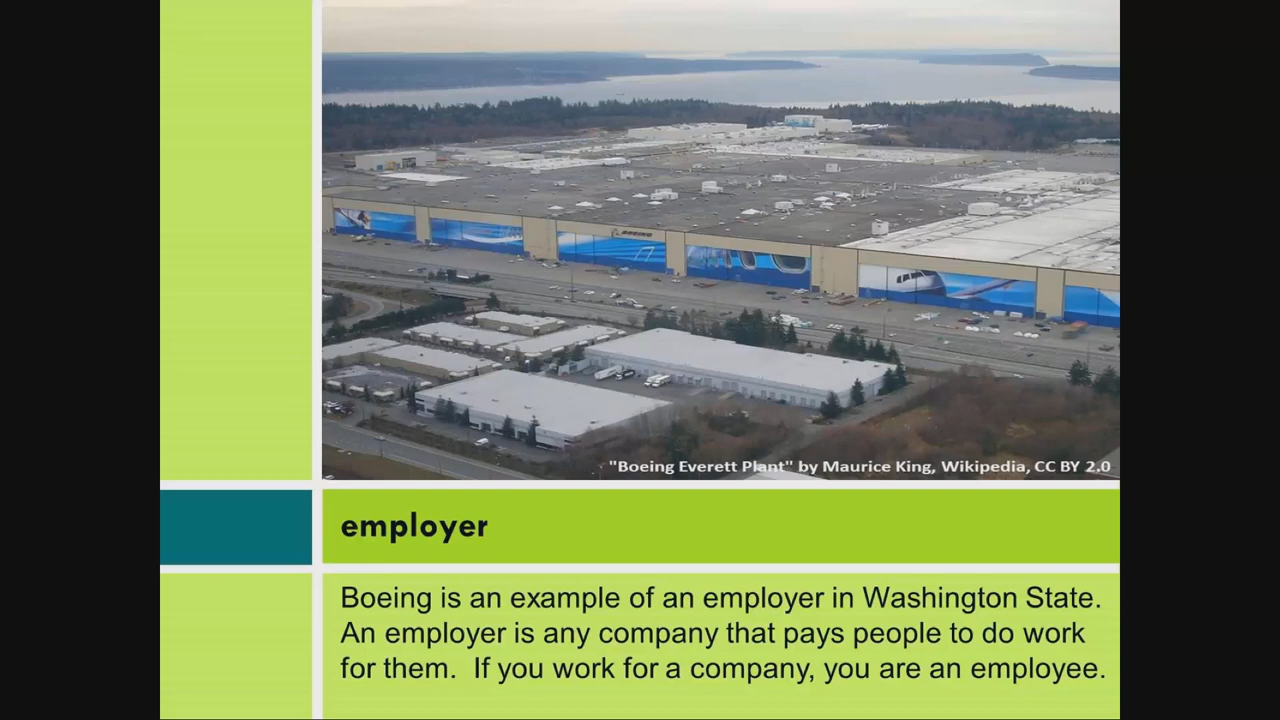 BOEING
"Boeing Everett Plant" by Maurice King, Wikipedia, CC BY 2.0
employer
Boeing is an example of an employer in Washington State.
An employer is any company that pays people to do work
for them.  If you work for a company, you are an employee.